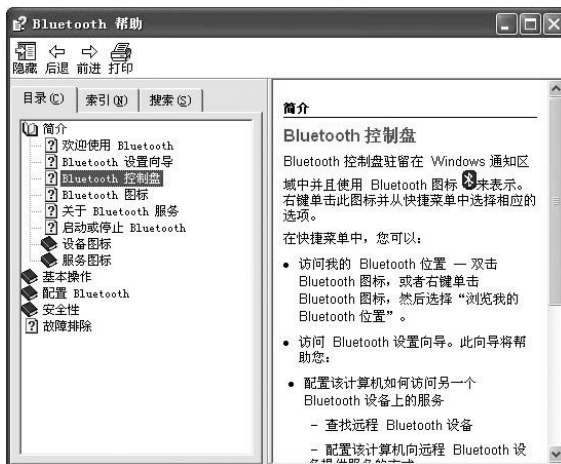 Bluetooth 帮助
隐藏 后退 前进 打印
目录(C) 索引(N) 搜索(S)
简介
欢迎使用 Bluetooth
Bluetooth 设置向导
Bluetooth 控制盘
Bluetooth 图标
关于 Bluetooth 服务
启动或停止 Bluetooth
设备图标
服务图标
基本操作
配置 Bluetooth
安全性
故障排除
简介
Bluetooth 控制盘
Bluetooth 控制盘驻留在 Windows 通知区
域中并且使用 Bluetooth 图标 来表示。
右键单击此图标并从快捷菜单中选择相应的
选项。
在快捷菜单中，您可以：
• 访问我的 Bluetooth 位置 — 双击
Bluetooth 图标，或者右键单击
Bluetooth 图标，然后选择“浏览我的
Bluetooth 位置”。
• 访问 Bluetooth 设置向导。此向导将帮
助您：
• 配置该计算机如何访问另一个
Bluetooth 设备上的服务
– 查找远程 Bluetooth 设备
– 配置该计算机向远程 Bluetooth 设
备提供服务的方式